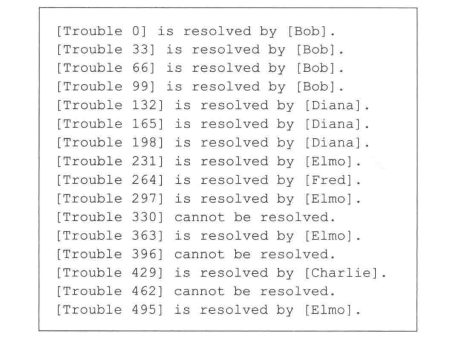 [Trouble 0] is resolved by [Bob].
[Trouble 33] is resolved by [Bob].
[Trouble 66] is resolved by [Bob].
[Trouble 99] is resolved by [Bob].
[Trouble 132] is resolved by [Diana].
[Trouble 165] is resolved by [Diana].
[Trouble 198] is resolved by [Diana].
[Trouble 231] is resolved by [Elmo].
[Trouble 264] is resolved by [Fred].
[Trouble 297] is resolved by [Elmo].
[Trouble 330] cannot be resolved.
[Trouble 363] is resolved by [Elmo].
[Trouble 396] cannot be resolved.
[Trouble 429] is resolved by [Charlie].
[Trouble 462] cannot be resolved.
[Trouble 495] is resolved by [Elmo].